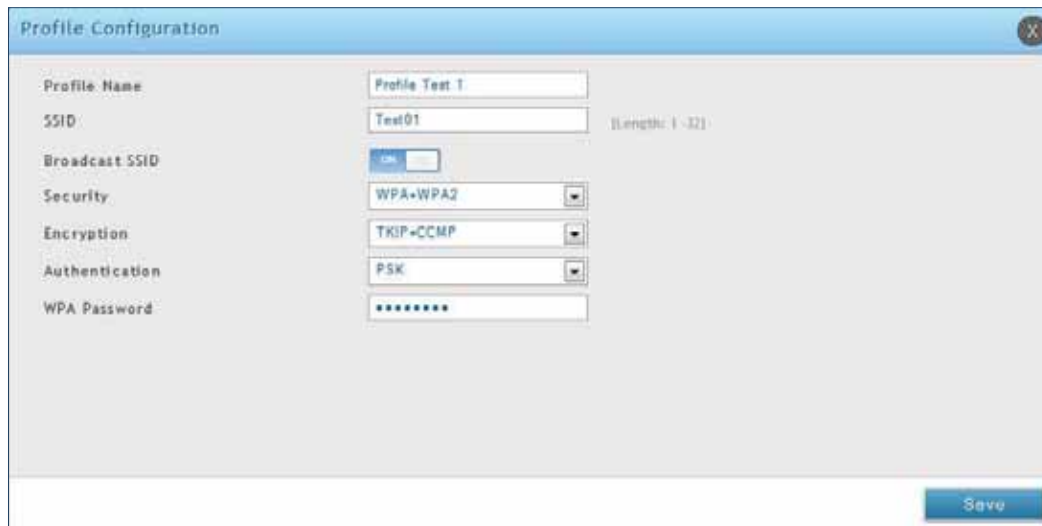 Profile Configuration
X
Profile Name Profile Test 1
SSID Test01 [Length: 1 -32]
Broadcast SSID ON
Security WPA+WPA2
Encryption TKIP+CCMP
Authentication PSK
WPA Password ••••••••
Save